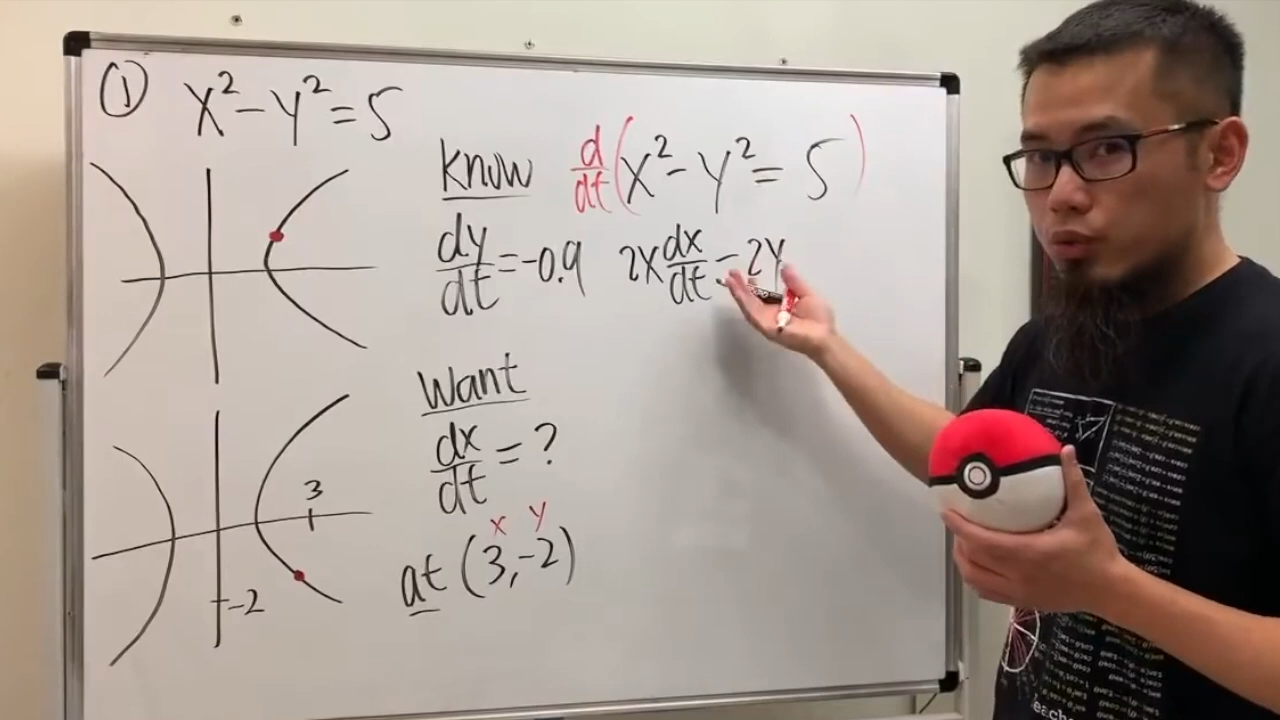 ① x² - y² = 5
Know
dy/dt = -0.9
d/dt (x² - y² = 5)
2x dx/dt - 2y
Want
dx/dt = ?
x y
at (3, -2)
3
-2